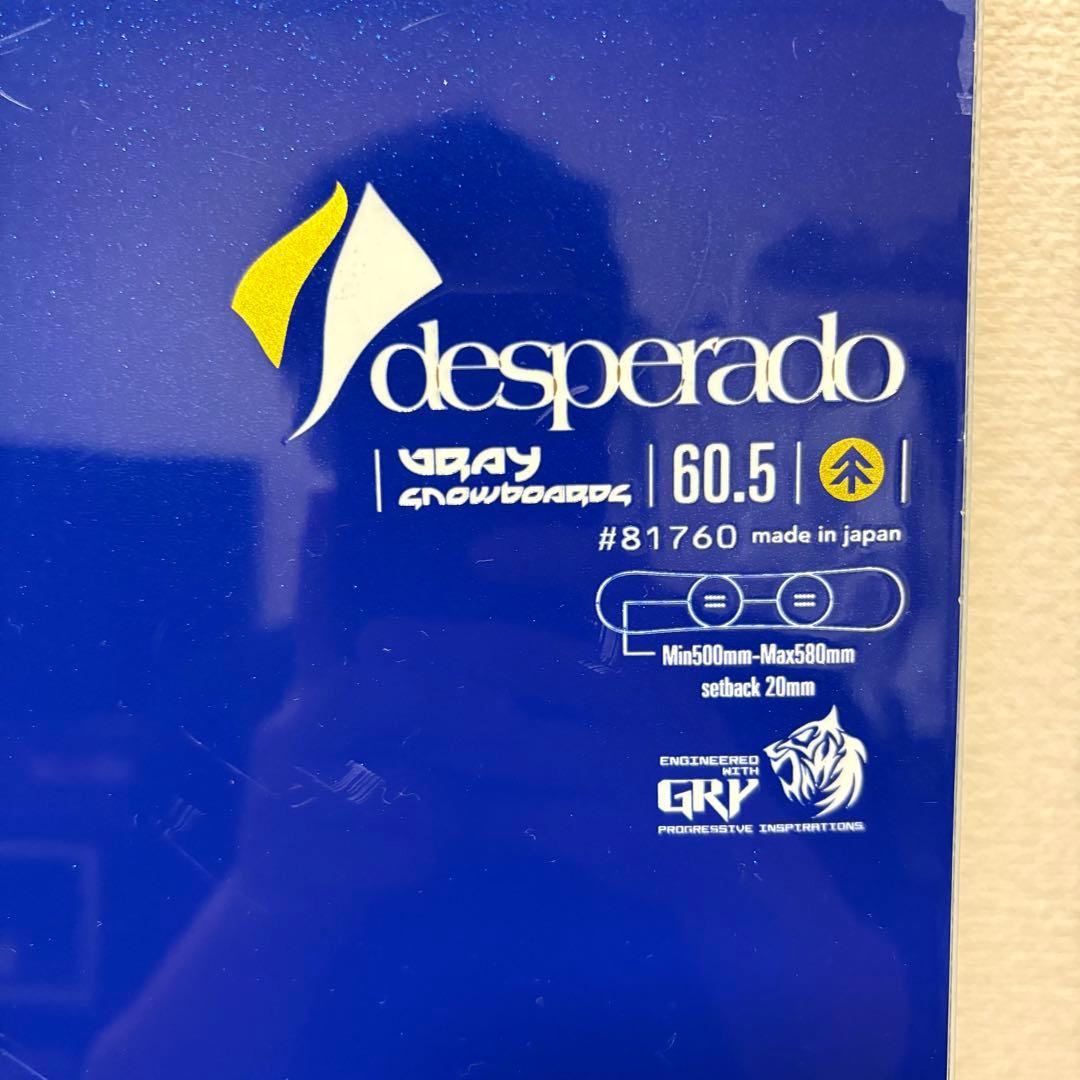 desperado
GRAY
SNOWBOARDS
60.5
#81760 made in japan
Min500mm-Max580mm
setback 20mm
ENGINEERED
WITH
GRY
PROGRESSIVE INSPIRATIONS